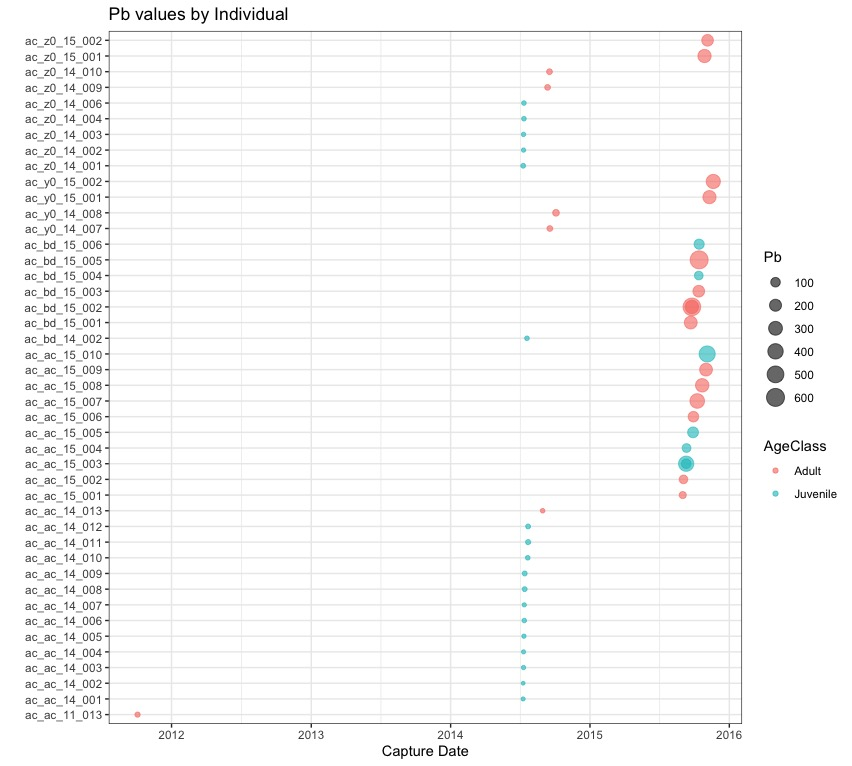 Pb values by Individual
ac_z0_15_002
ac_z0_15_001
ac_z0_14_010
ac_z0_14_009
ac_z0_14_006
ac_z0_14_004
ac_z0_14_003
ac_z0_14_002
ac_z0_14_001
ac_y0_15_002
ac_y0_15_001
ac_y0_14_008
ac_y0_14_007
ac_bd_15_006
ac_bd_15_005
ac_bd_15_004
ac_bd_15_003
ac_bd_15_002
ac_bd_15_001
ac_bd_14_002
ac_ac_15_010
ac_ac_15_009
ac_ac_15_008
ac_ac_15_007
ac_ac_15_006
ac_ac_15_005
ac_ac_15_004
ac_ac_15_003
ac_ac_15_002
ac_ac_15_001
ac_ac_14_013
ac_ac_14_012
ac_ac_14_011
ac_ac_14_010
ac_ac_14_009
ac_ac_14_008
ac_ac_14_007
ac_ac_14_006
ac_ac_14_005
ac_ac_14_004
ac_ac_14_003
ac_ac_14_002
ac_ac_14_001
ac_ac_11_013
2012 2013 2014 2015 2016
Capture Date
Pb
100
200
300
400
500
600
AgeClass
Adult
Juvenile